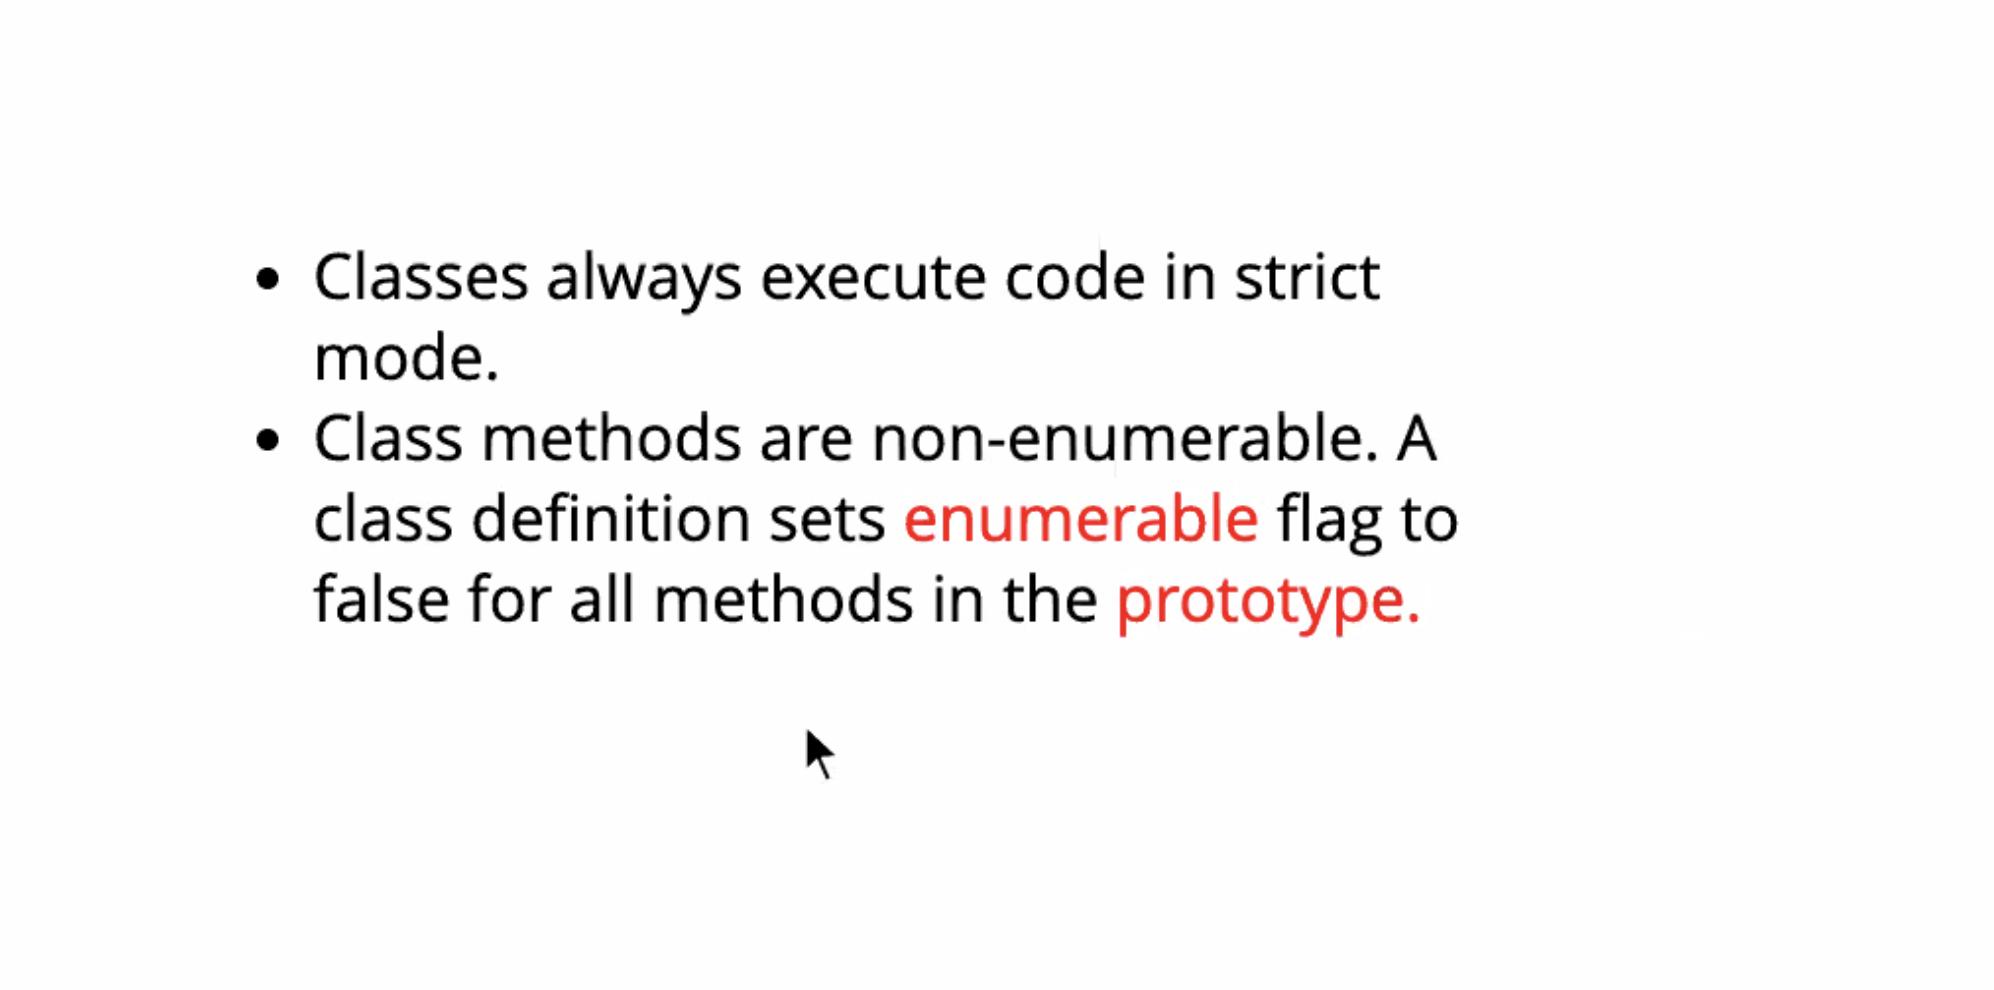 • Classes always execute code in strict
mode.
• Class methods are non-enumerable. A
class definition sets enumerable flag to
false for all methods in the prototype.